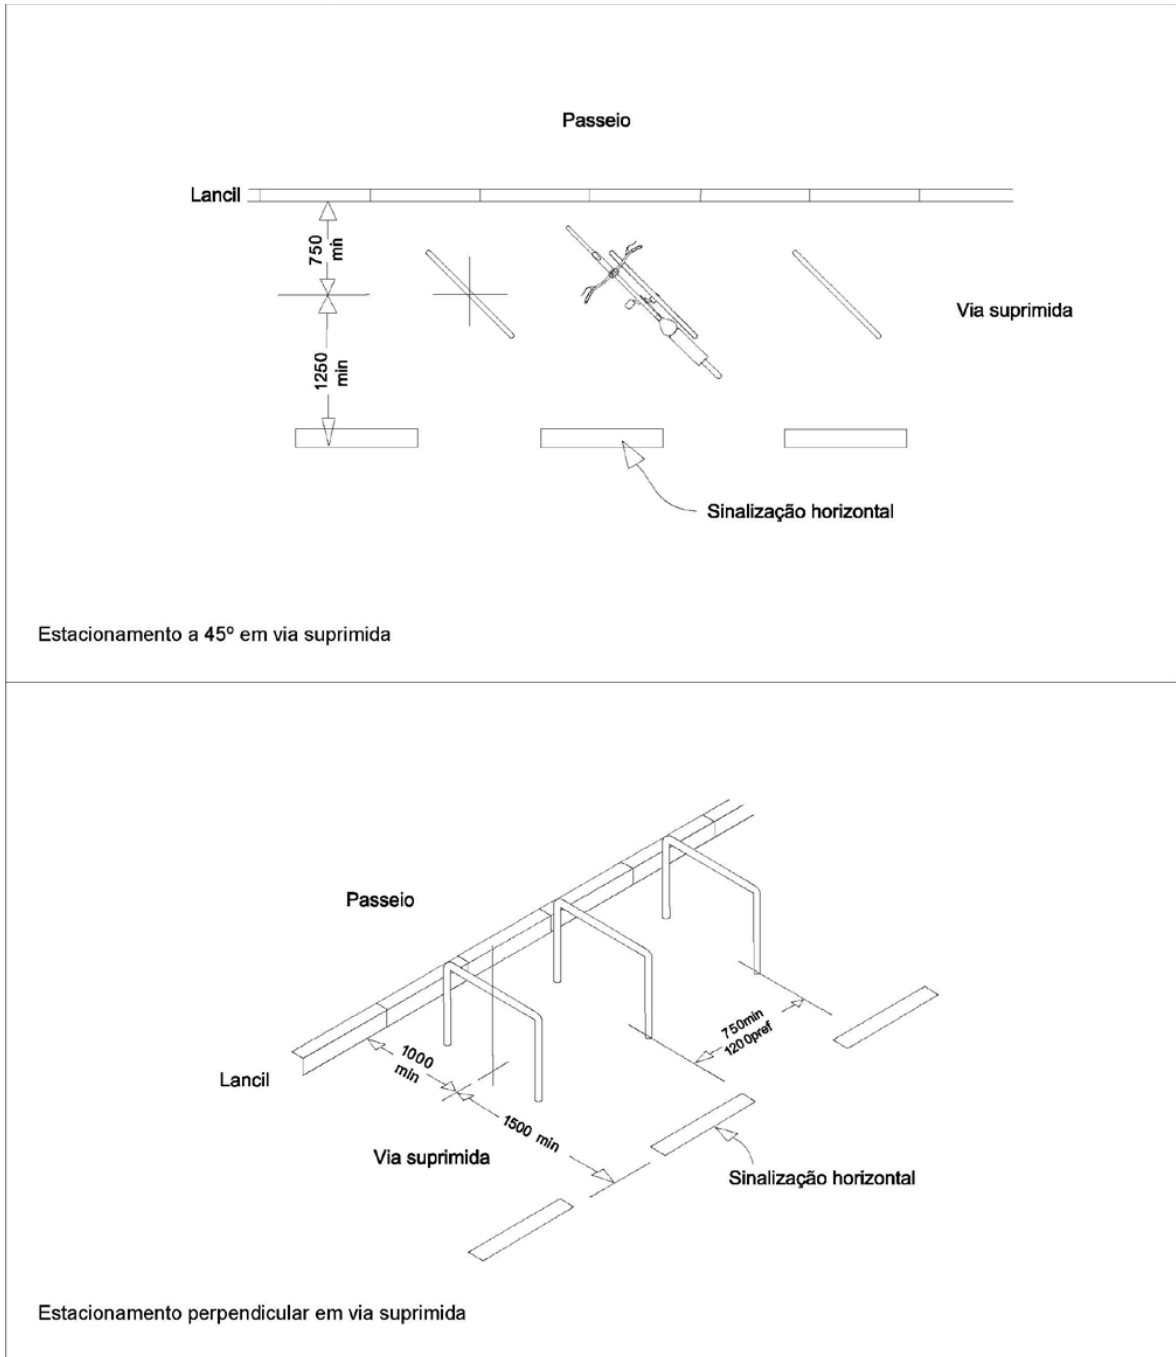 Passeio
Lancil
750
min
1250
min
Via suprimida
Sinalização horizontal
Estacionamento a 45º em via suprimida
Passeio
Lancil
1000
min
1500 min
750min
1200pref
Via suprimida
Sinalização horizontal
Estacionamento perpendicular em via suprimida